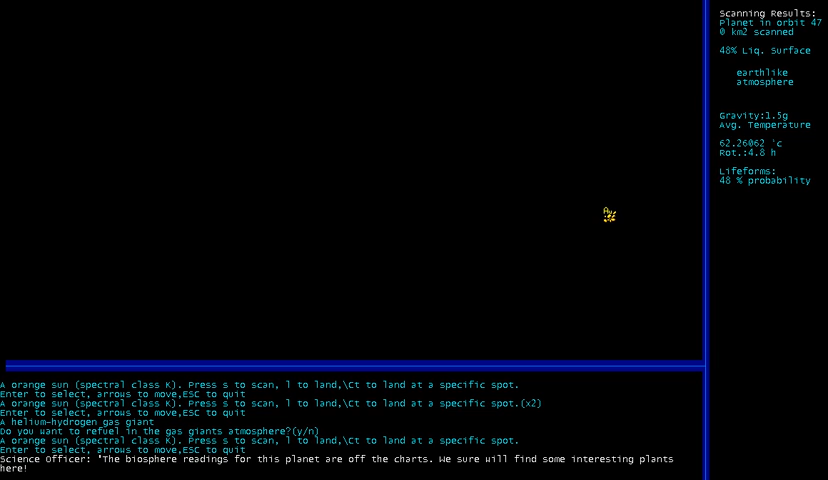 Scanning Results:
Planet in orbit 47
0 km2 scanned
48% Liq. Surface
earthlike
atmosphere
Gravity:1.5g
Avg. Temperature
62.26062 'c
Rot.:4.8 h
Lifeforms:
48 % probability
A orange sun (spectral class K). Press s to scan, l to land,\Ct to land at a specific spot.
Enter to select, arrows to move,ESC to quit
A orange sun (spectral class K). Press s to scan, l to land,\Ct to land at a specific spot.(x2)
Enter to select, arrows to move,ESC to quit
A helium-hydrogen gas giant
Do you want to refuel in the gas giants atmosphere?(y/n)
A orange sun (spectral class K). Press s to scan, l to land,\Ct to land at a specific spot.
Enter to select, arrows to move,ESC to quit
Science Officer: "The biosphere readings for this planet are off the charts. We sure will find some interesting plants
here!